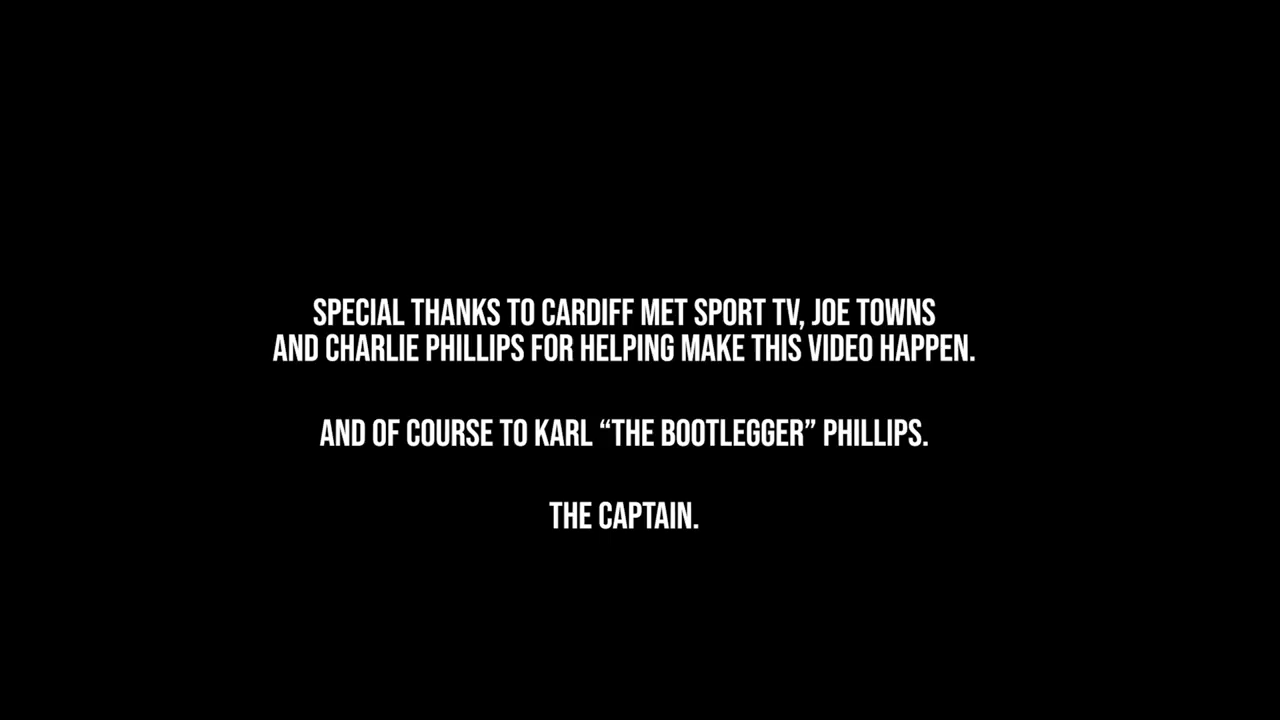 SPECIAL THANKS TO CARDIFF MET SPORT TV, JOE TOWNS
AND CHARLIE PHILLIPS FOR HELPING MAKE THIS VIDEO HAPPEN.
AND OF COURSE TO KARL “THE BOOTLEGGER” PHILLIPS.
THE CAPTAIN.